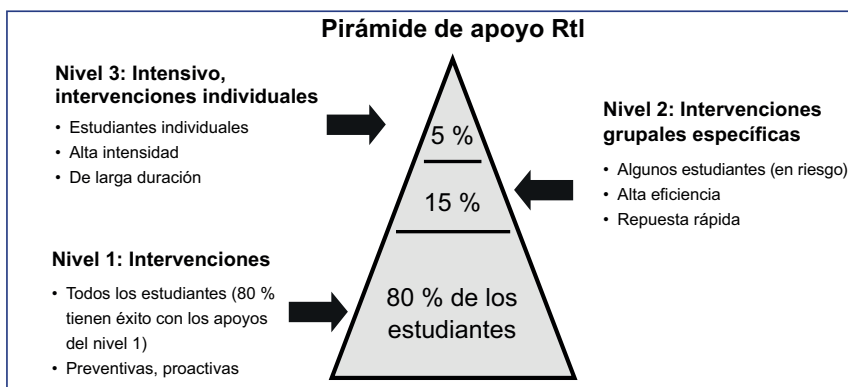 Pirámide de apoyo RtI
Nivel 3: Intensivo,
intervenciones individuales
• Estudiantes individuales
• Alta intensidad
• De larga duración
Nivel 2: Intervenciones
grupales específicas
• Algunos estudiantes (en riesgo)
• Alta eficiencia
• Repuesta rápida
5 %
15 %
Nivel 1: Intervenciones
• Todos los estudiantes (80 %
tienen éxito con los apoyos
del nivel 1)
• Preventivas, proactivas
80 % de los
estudiantes